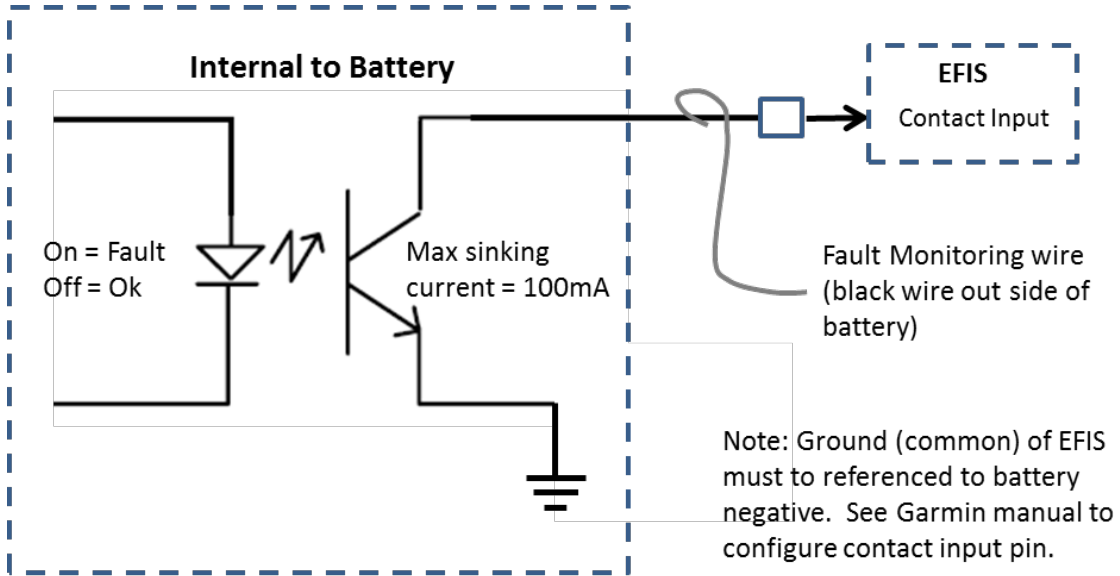 Internal to Battery
EFIS
Contact Input
On = Fault
Off = Ok
Max sinking
current = 100mA
Fault Monitoring wire
(black wire out side of
battery)
Note: Ground (common) of EFIS
must to referenced to battery
negative.  See Garmin manual to
configure contact input pin.